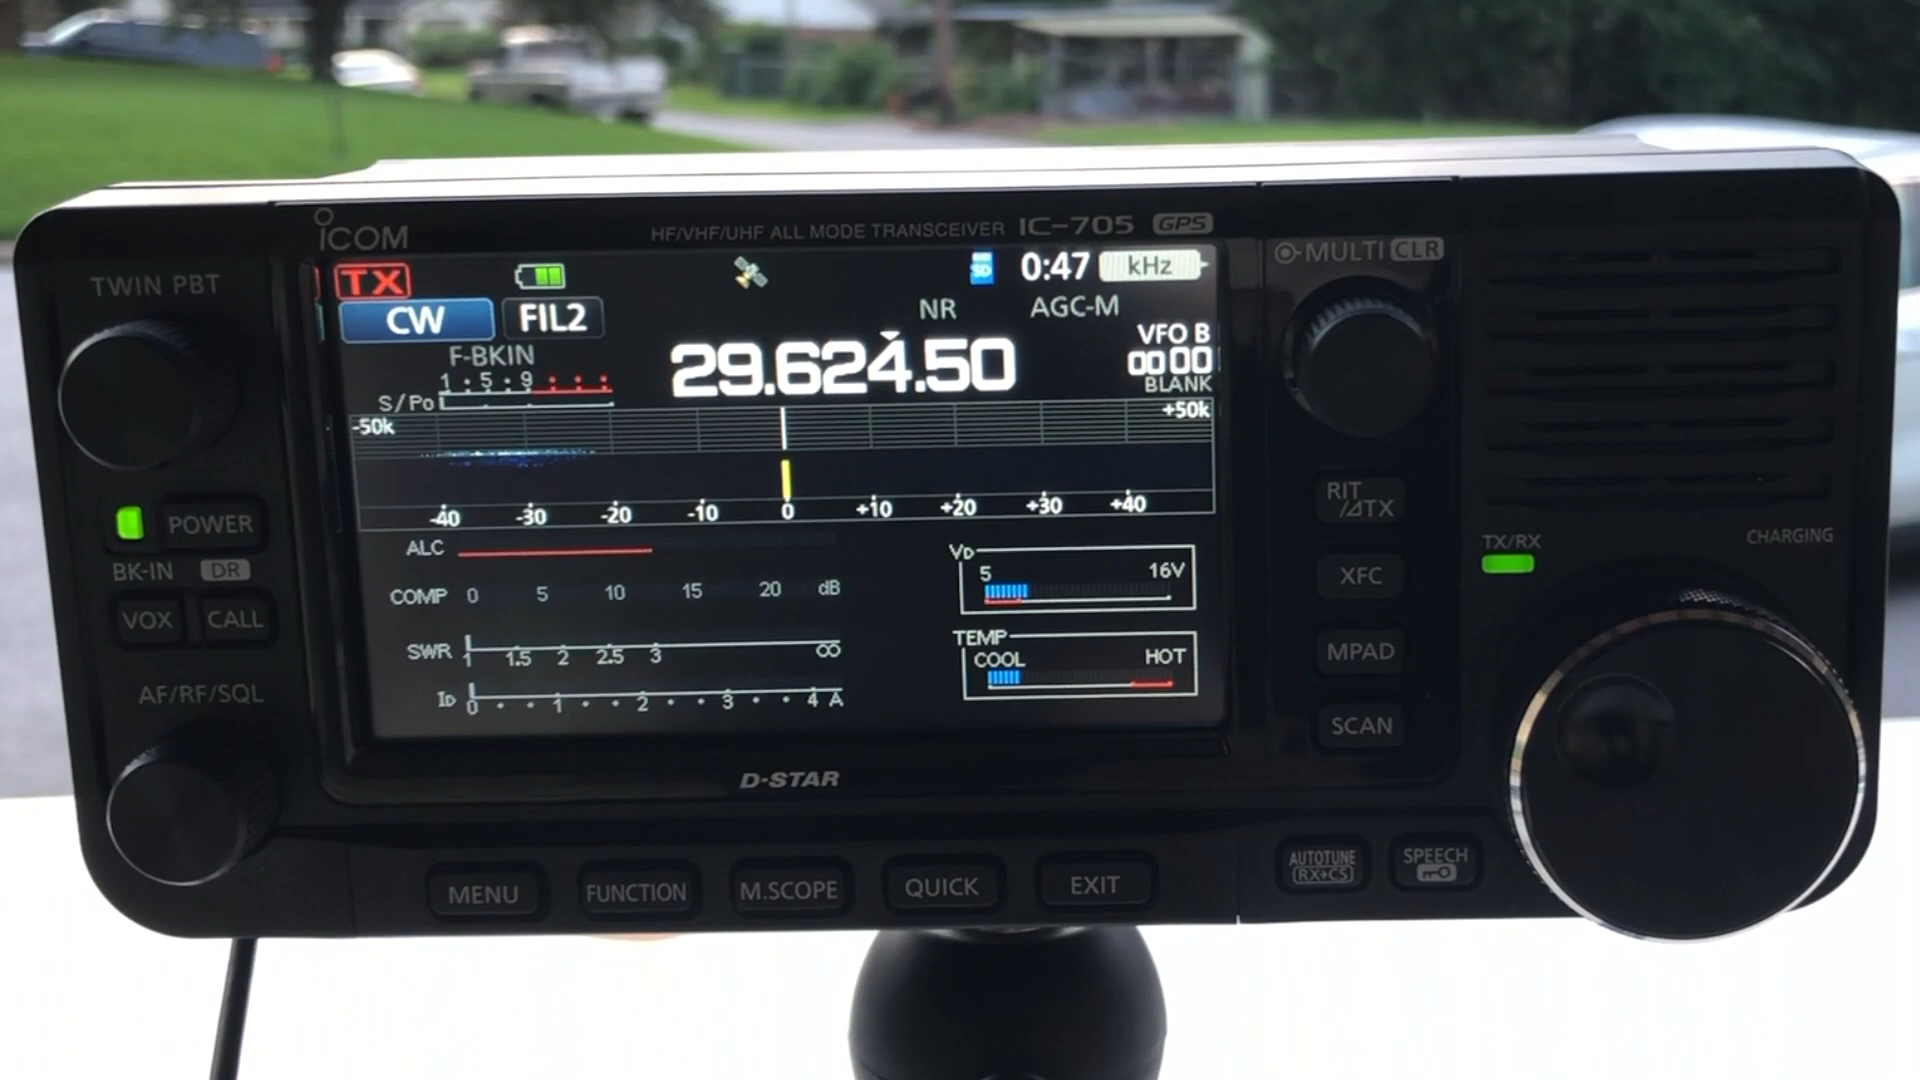 ICOM
HF/VHF/UHF ALL MODE TRANSCEIVER IC-705 GPS
TWIN PBT
MULTI CLR
TX
SD
0:47
kHz
CW FIL2
NR
AGC-M
F-BKIN
29.624.50
VFO B
00 00
BLANK
1 5 9
S/Po
-50k
+50k
-40 -30 -20 -10 0 +10 +20 +30 +40
ALC
COMP 0 5 10 15 20 dB
SWR 1 1.5 2 2.5 3 ∞
ID 0 1 2 3 4 A
VD
5 16V
TEMP
COOL HOT
POWER
BK-IN DR
VOX CALL
AF/RF/SQL
RIT
/⊿TX
XFC
MPAD
SCAN
TX/RX
CHARGING
D-STAR
MENU
FUNCTION
M.SCOPE
QUICK
EXIT
AUTOTUNE
RX→CS
SPEECH